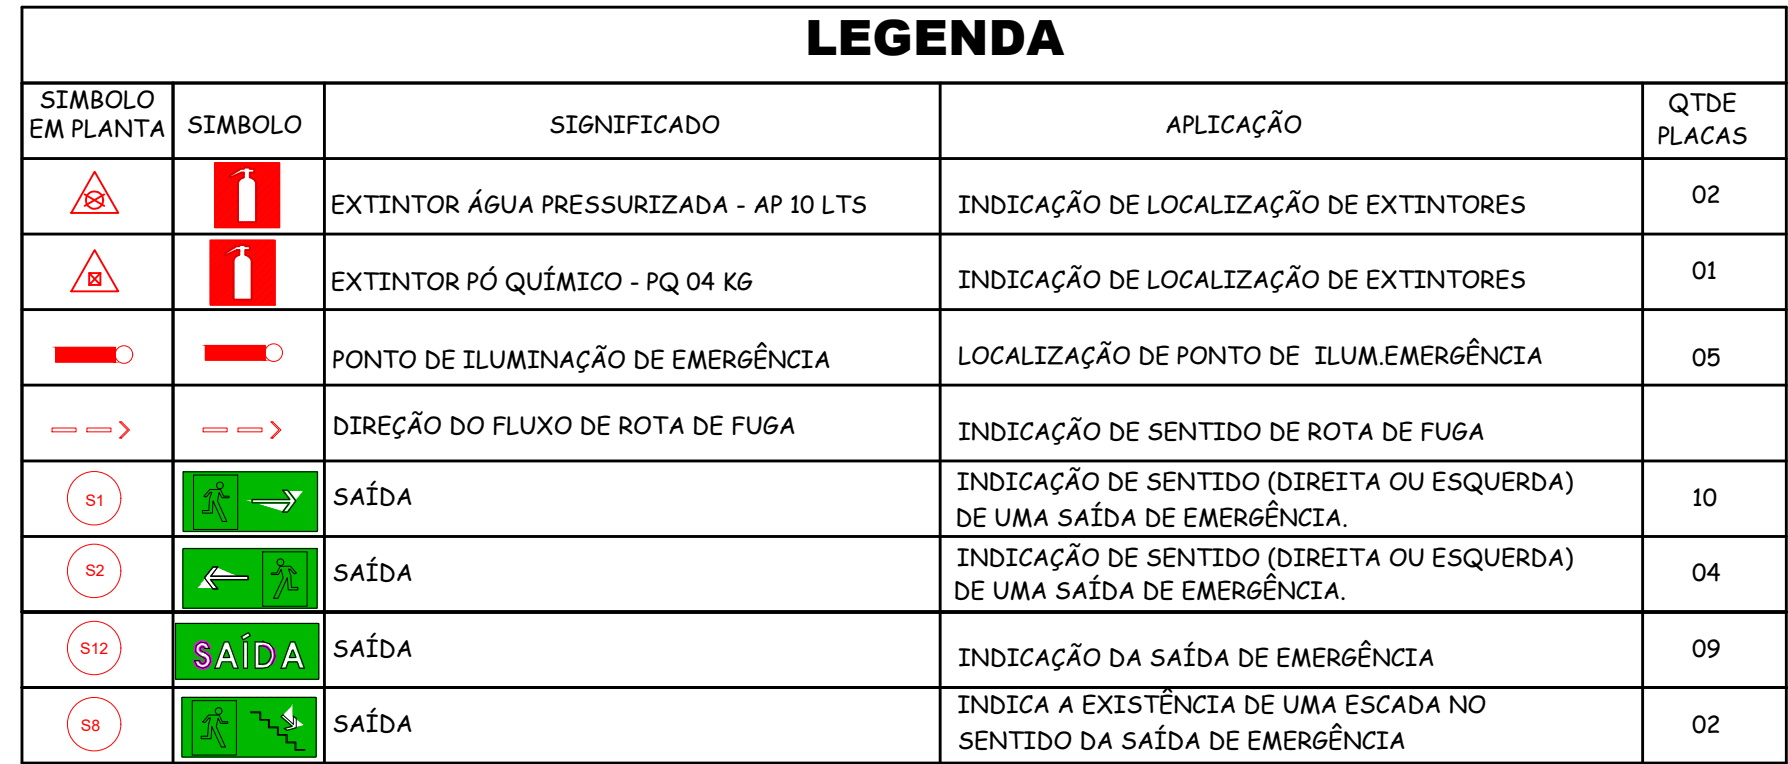 LEGENDA
SIMBOLO
EM PLANTA
SIMBOLO
SIGNIFICADO
APLICAÇÃO
QTDE
PLACAS
EXTINTOR ÁGUA PRESSURIZADA - AP 10 LTS
INDICAÇÃO DE LOCALIZAÇÃO DE EXTINTORES
02
EXTINTOR PÓ QUÍMICO - PQ 04 KG
INDICAÇÃO DE LOCALIZAÇÃO DE EXTINTORES
01
PONTO DE ILUMINAÇÃO DE EMERGÊNCIA
LOCALIZAÇÃO DE PONTO DE ILUM.EMERGÊNCIA
05
DIREÇÃO DO FLUXO DE ROTA DE FUGA
INDICAÇÃO DE SENTIDO DE ROTA DE FUGA
S1
SAÍDA
INDICAÇÃO DE SENTIDO (DIREITA OU ESQUERDA)
DE UMA SAÍDA DE EMERGÊNCIA.
10
S2
SAÍDA
INDICAÇÃO DE SENTIDO (DIREITA OU ESQUERDA)
DE UMA SAÍDA DE EMERGÊNCIA.
04
S12
SAÍDA
SAÍDA
INDICAÇÃO DA SAÍDA DE EMERGÊNCIA
09
S8
SAÍDA
INDICA A EXISTÊNCIA DE UMA ESCADA NO
SENTIDO DA SAÍDA DE EMERGÊNCIA
02